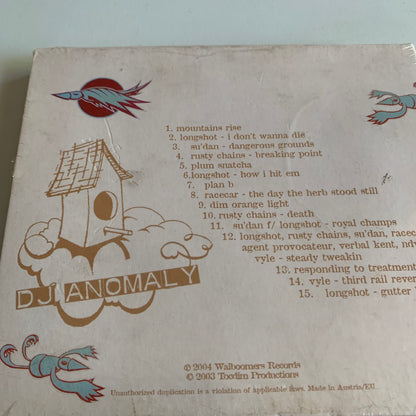 1. mountains rise
2. longshot - i don't wanna die
3. su'dan - dangerous grounds
4. rusty chains - breaking point
5. plum snatcha
6.longshot - how i hit em
7. plan b
8. racecar - the day the herb stood still
9. dim orange light
10. rusty chains - death
11. su'dan f/ longshot - royal champs
12. longshot, rusty chains, su'dan, racec
agent provocateur, verbal kent, nd
vyle - steady tweakin
13. responding to treatment
14. vyle - third rail rever
15. longshot - gutter
DJ ANOMALY
© 2004 Walboomers Records
© 2003 Toedim Productions
Unauthorized duplication is a violation of applicable laws. Made in Austria/EU.